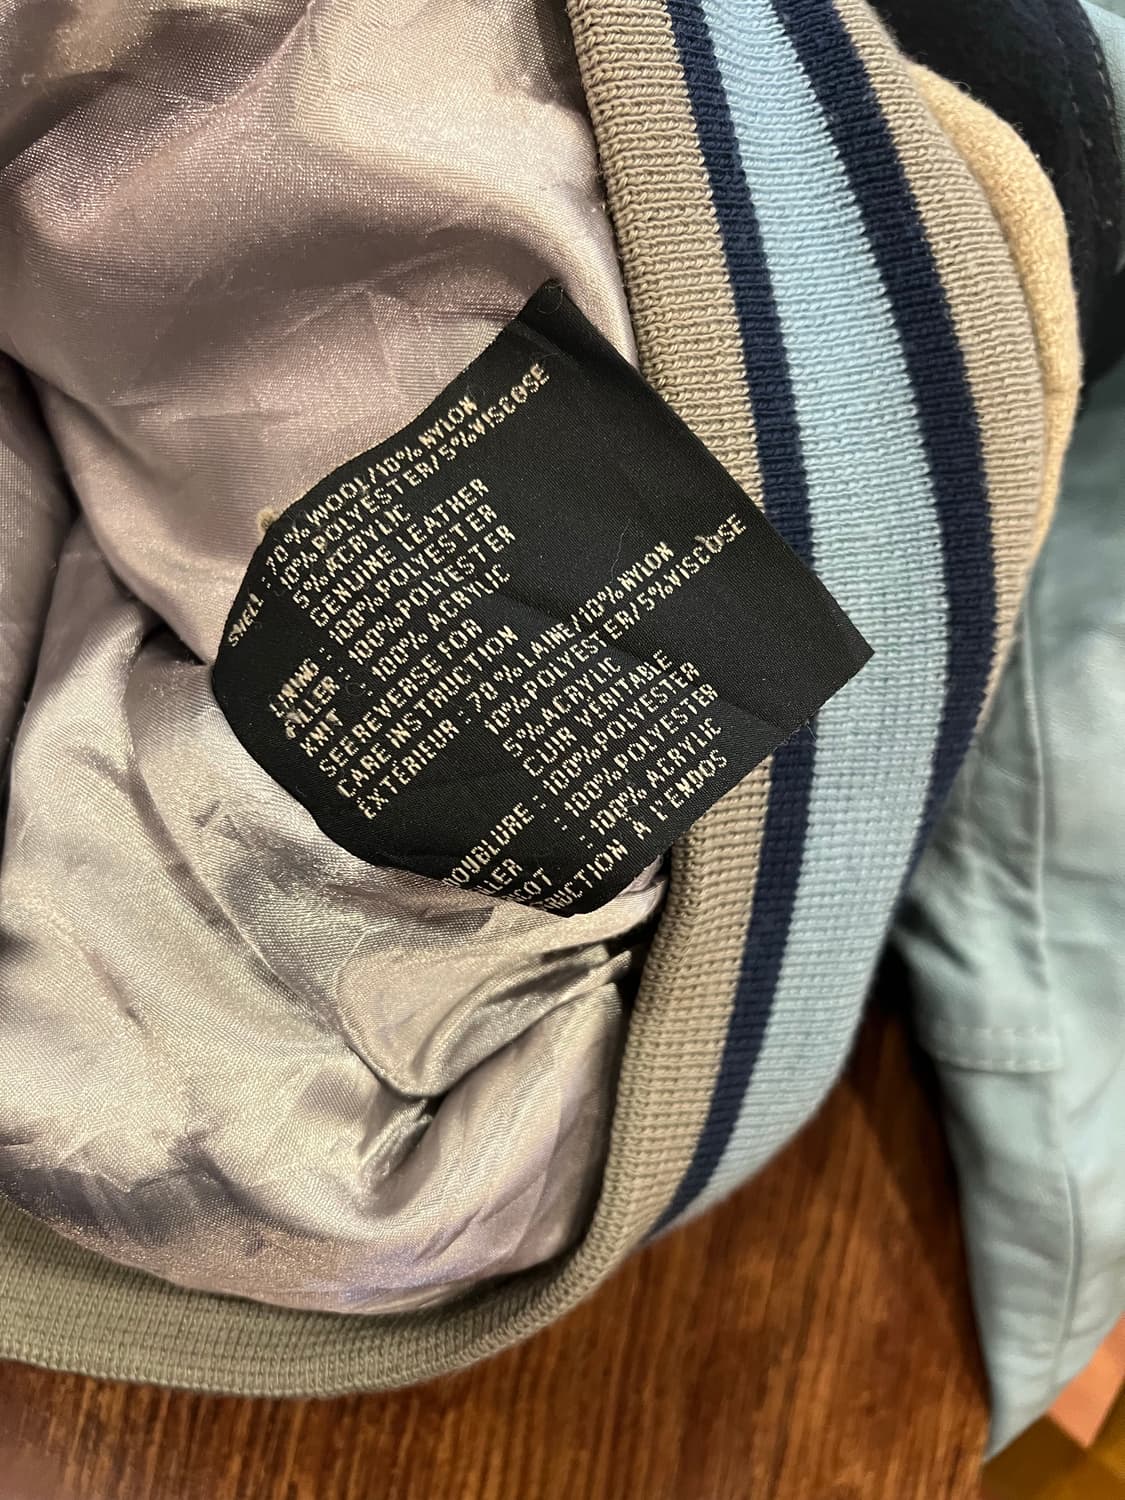 SHELL : 70%WOOL/10%NYLON
10%POLYESTER/5%VISCOSE
5%ACRYLIC
GENUINE LEATHER
LINING : 100%POLYESTER
FILLER : 100%POLYESTER
KNIT : 100% ACRYLIC
SEE REVERSE FOR
CARE INSTRUCTION
EXTERIEUR : 70%LAINE/10%NYLON
10%POLYESTER/5%VISCOSE
5%ACRYLIC
CUIR VERITABLE
DOUBLURE : 100%POLYESTER
: 100%POLYESTER
: 100% ACRYLIC
À L'ENDOS